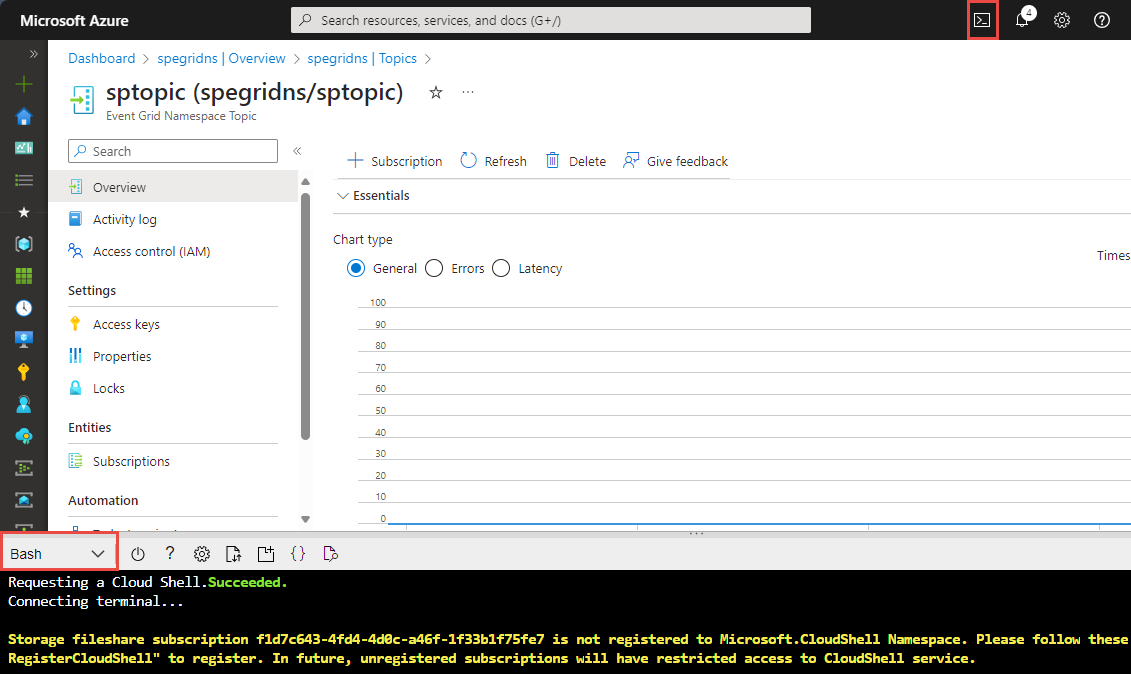 Microsoft Azure
Search resources, services, and docs (G+/)
4
Dashboard > spegridns | Overview > spegridns | Topics >
sptopic (spegridns/sptopic)
Event Grid Namespace Topic
Search
Subscription Refresh Delete Give feedback
Overview
Activity log
Access control (IAM)
Settings
Access keys
Properties
Locks
Entities
Subscriptions
Automation
Essentials
Chart type
Times
General Errors Latency
100
90
80
70
60
50
40
30
20
10
0
Bash
Requesting a Cloud Shell.Succeeded.
Connecting terminal...
Storage fileshare subscription f1d7c643-4fd4-4d0c-a46f-1f33b1f75fe7 is not registered to Microsoft.CloudShell Namespace. Please follow these
RegisterCloudShell" to register. In future, unregistered subscriptions will have restricted access to CloudShell service.